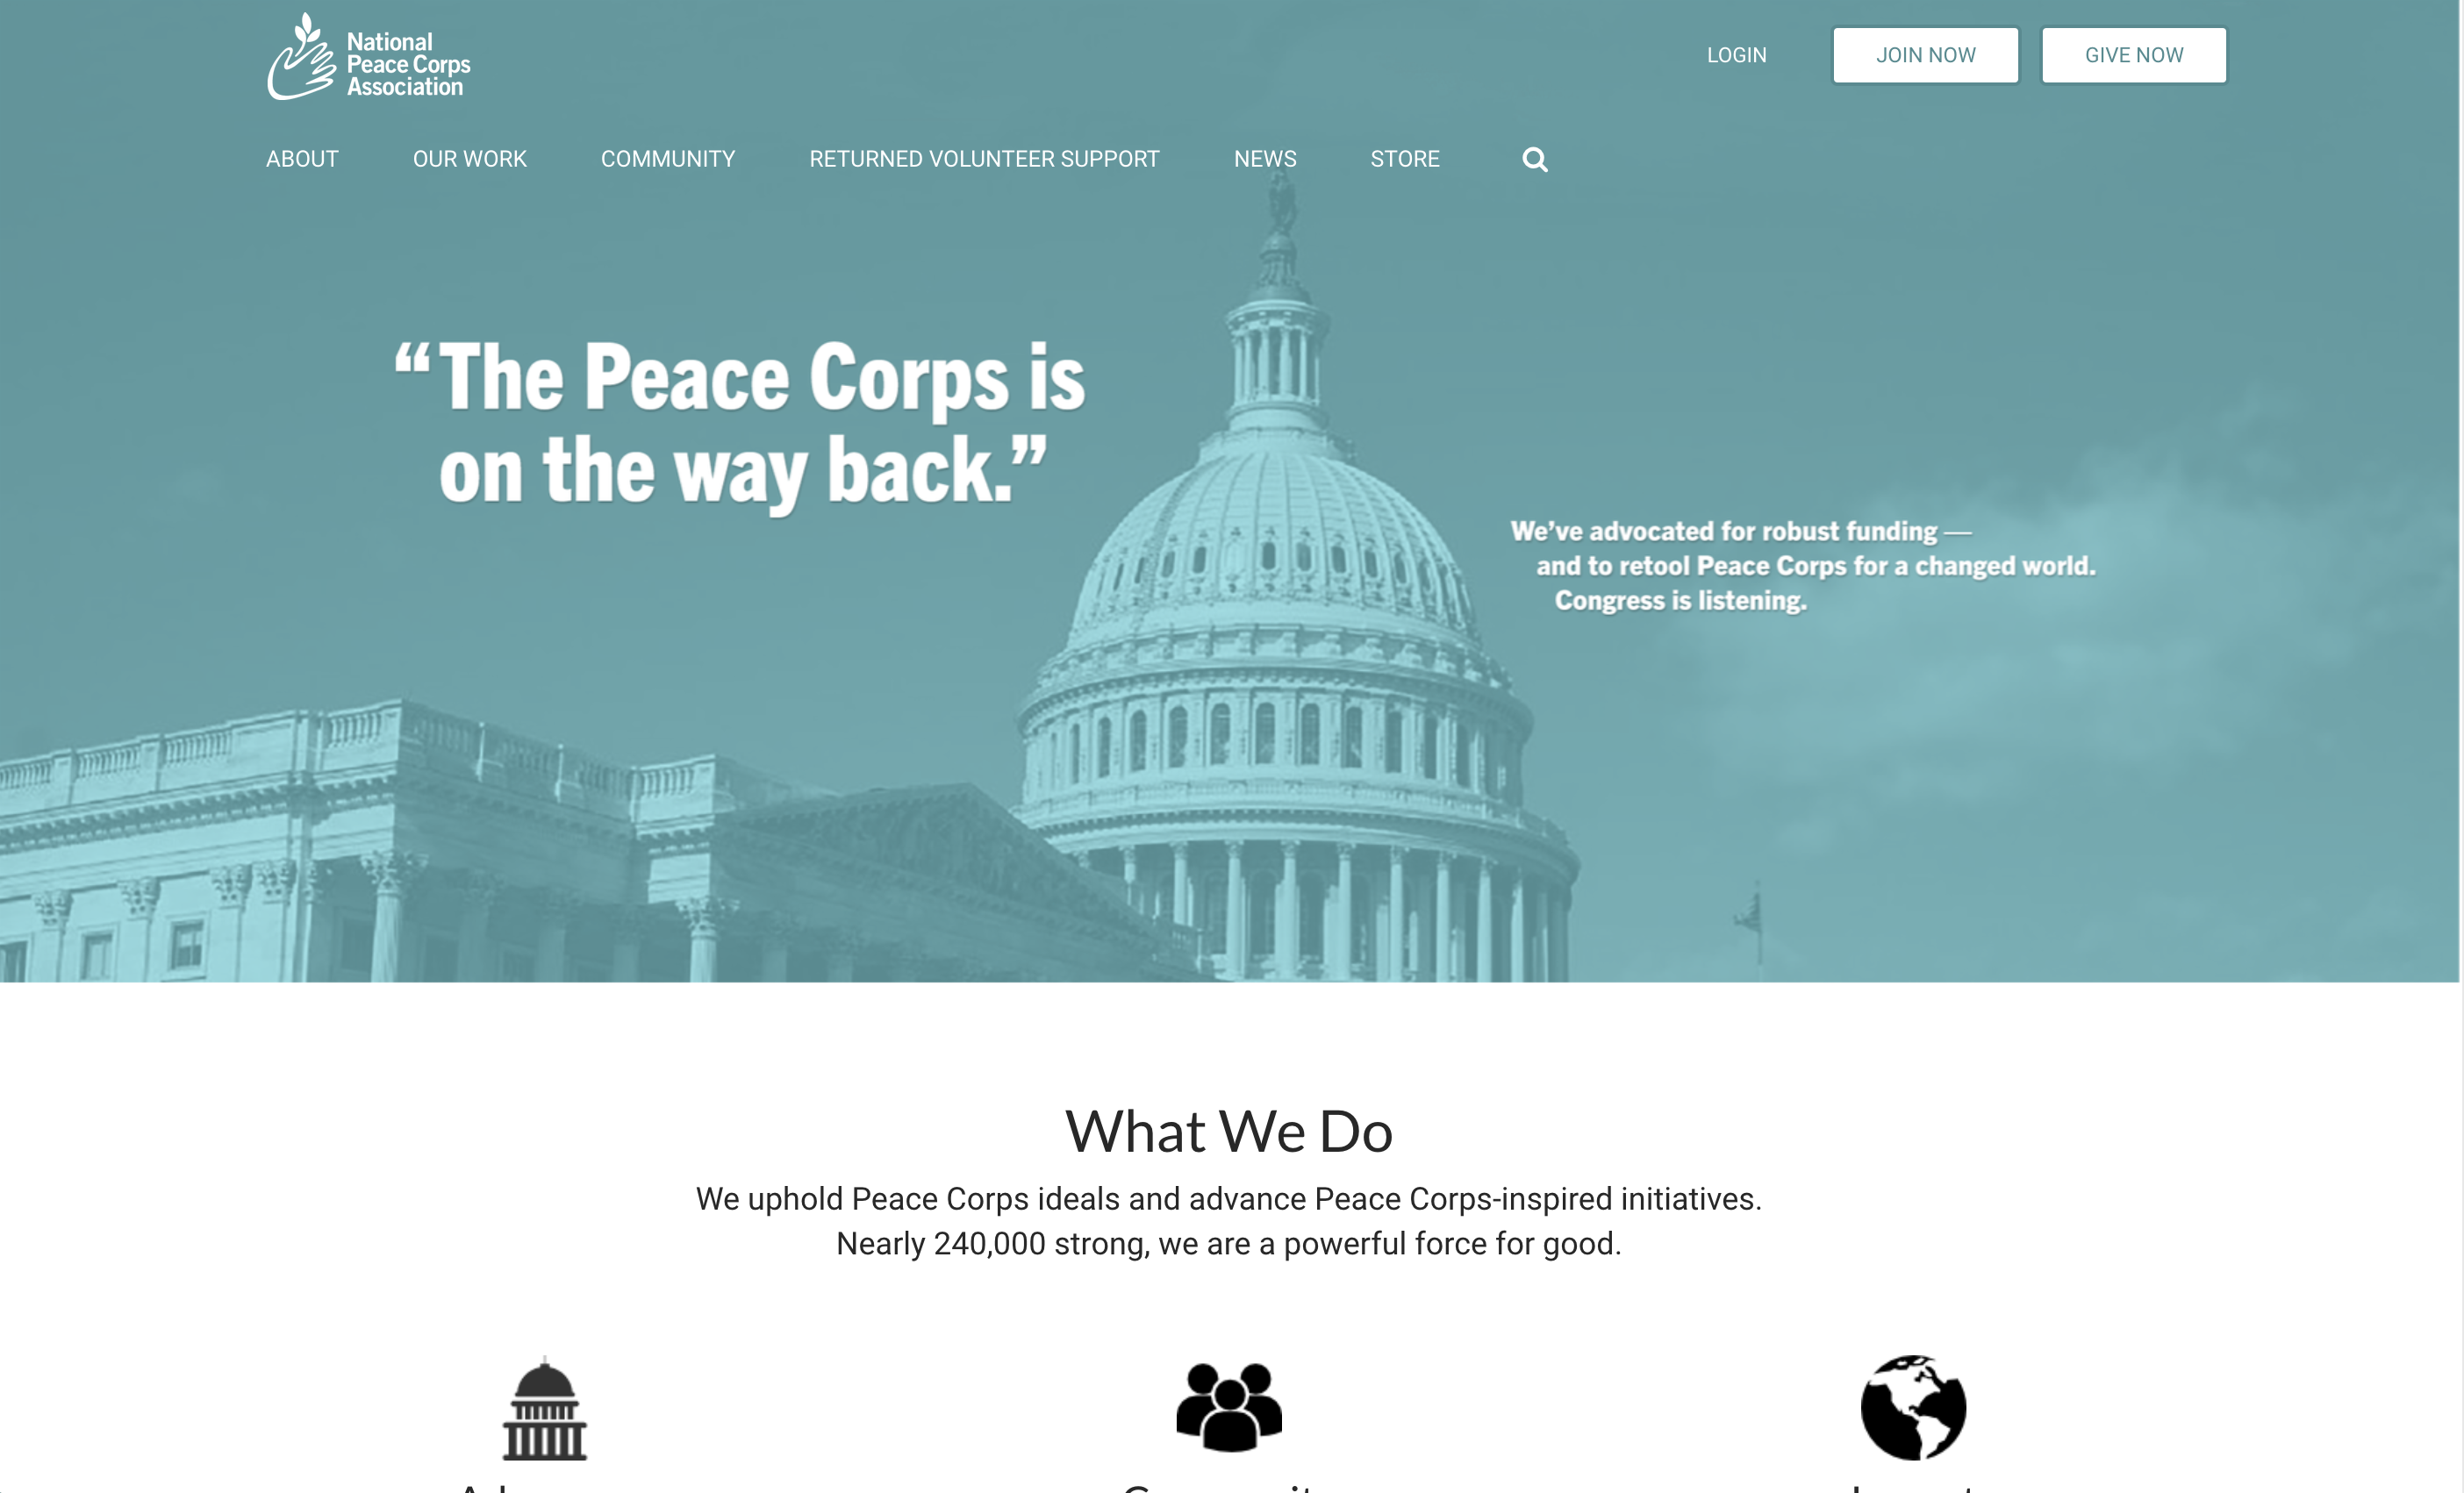 National
Peace Corps
Association
LOGIN
JOIN NOW
GIVE NOW
ABOUT
OUR WORK
COMMUNITY
RETURNED VOLUNTEER SUPPORT
NEWS
STORE
“The Peace Corps is
on the way back.”
We’ve advocated for robust funding —
and to retool Peace Corps for a changed world.
Congress is listening.
What We Do
We uphold Peace Corps ideals and advance Peace Corps-inspired initiatives.
Nearly 240,000 strong, we are a powerful force for good.